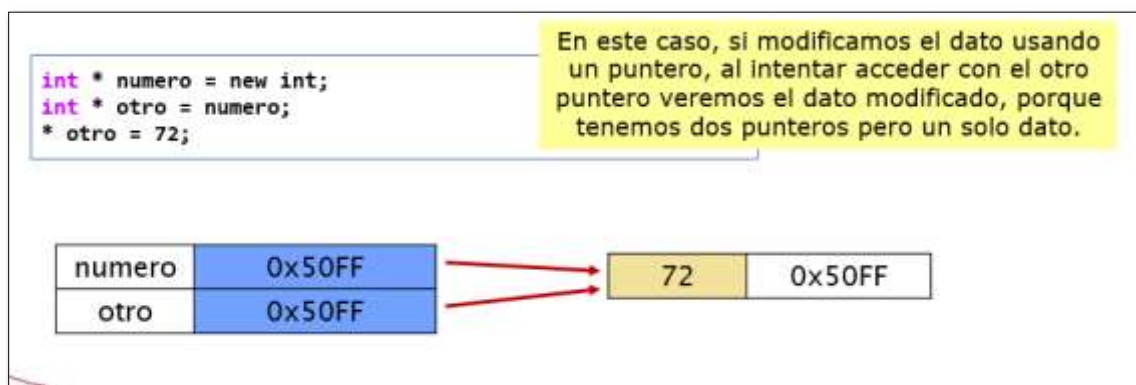 En este caso, si modificamos el dato usando
un puntero, al intentar acceder con el otro
puntero veremos el dato modificado, porque
tenemos dos punteros pero un solo dato.
int * numero = new int;
int * otro = numero;
* otro = 72;
numero 0x50FF
otro 0x50FF
72 0x50FF